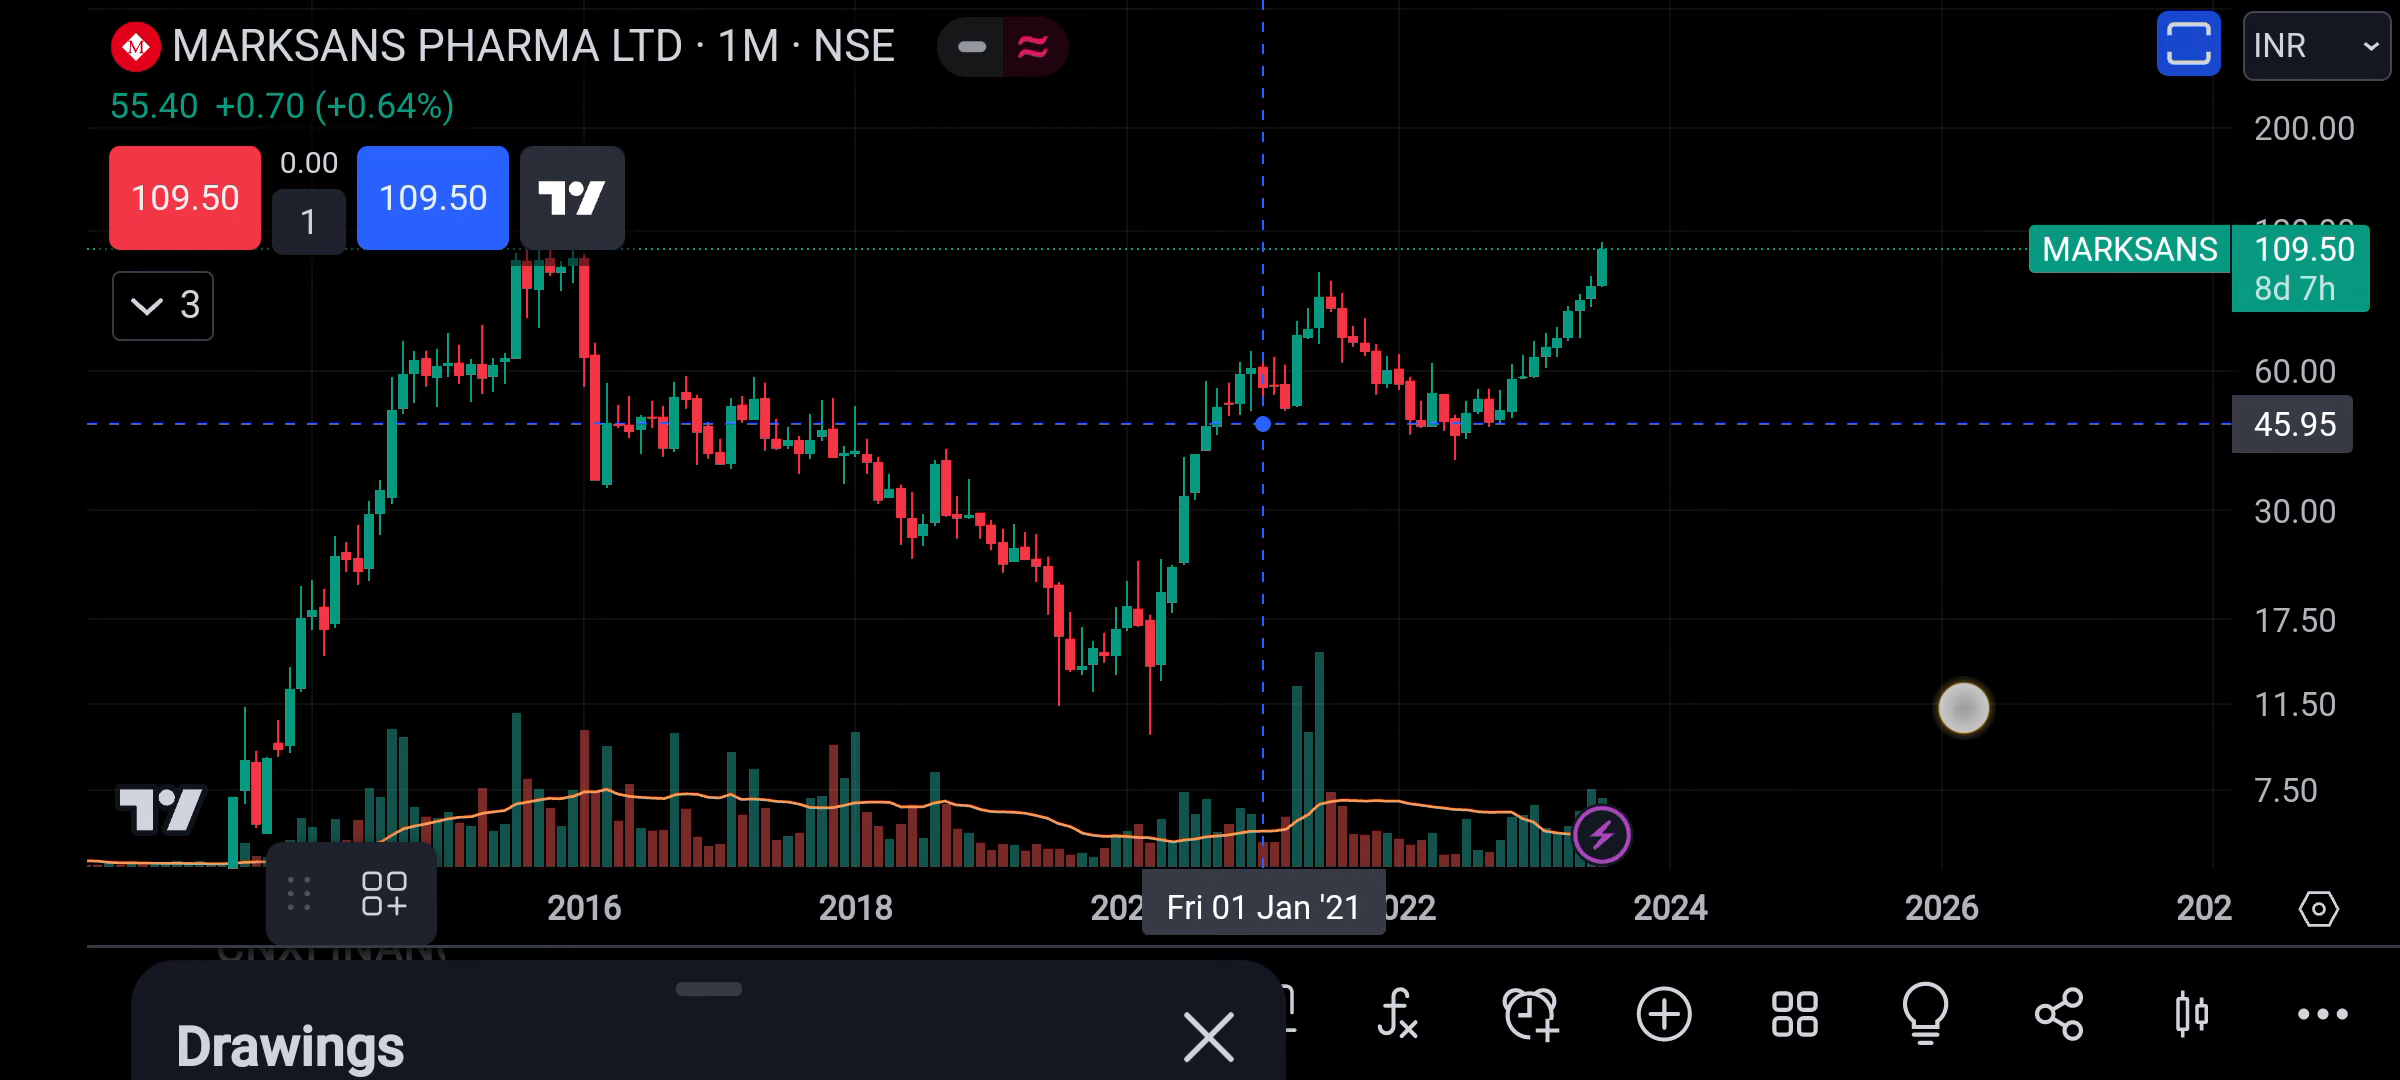 MARKSANS PHARMA LTD · 1M · NSE
INR
55.40 +0.70 (+0.64%)
200.00
109.50
0.00
1
109.50
MARKSANS
109.50
8d 7h
3
60.00
45.95
30.00
17.50
11.50
7.50
2016
2018
202
Fri 01 Jan '21
022
2024
2026
202
Drawings